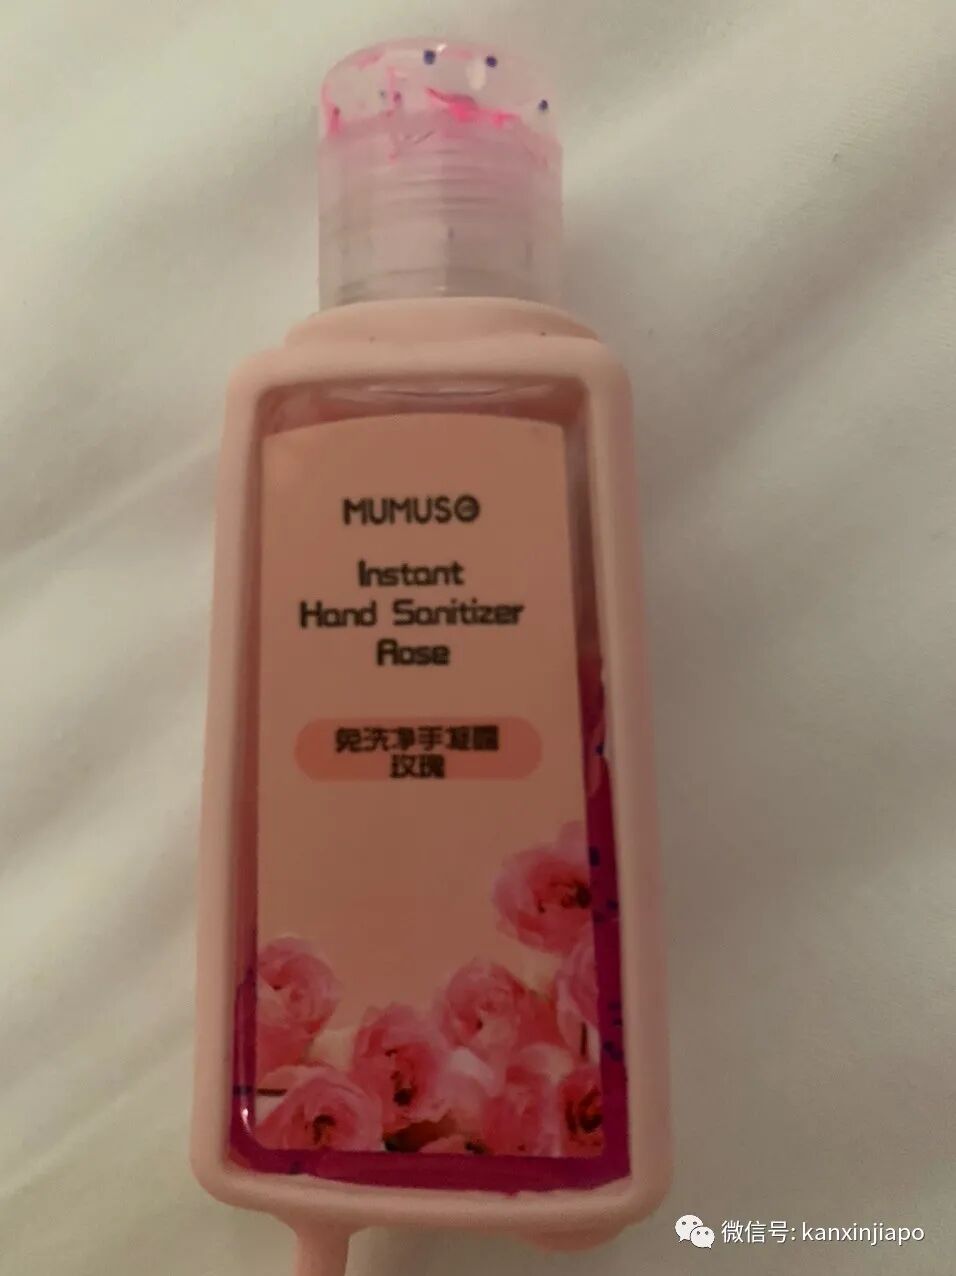 MUMUSO
Instant
Hand Sanitizer
Rose
免洗净手凝露
玫瑰
微信号: kanxinjiapo